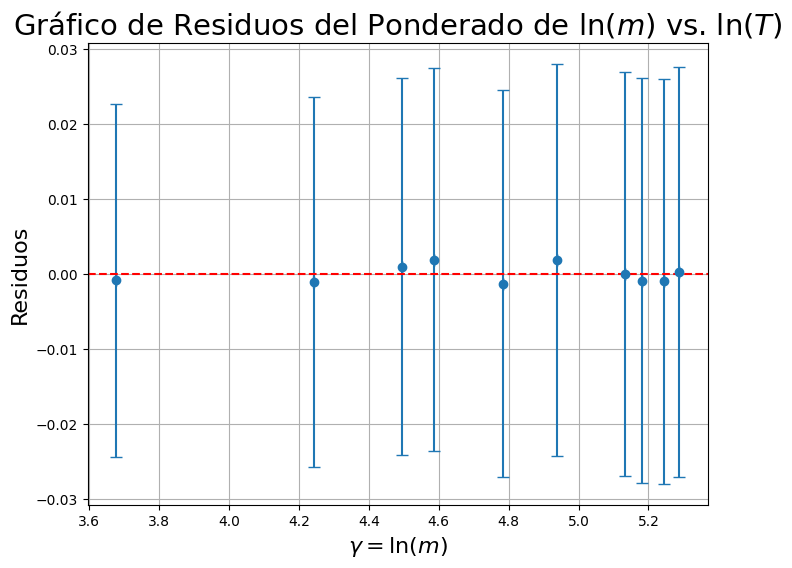 Gráfico de Residuos del Ponderado de ln(m) vs. ln(T)
0.03
0.02
0.01
0.00
−0.01
−0.02
−0.03
Residuos
3.6 3.8 4.0 4.2 4.4 4.6 4.8 5.0 5.2
γ = ln(m)